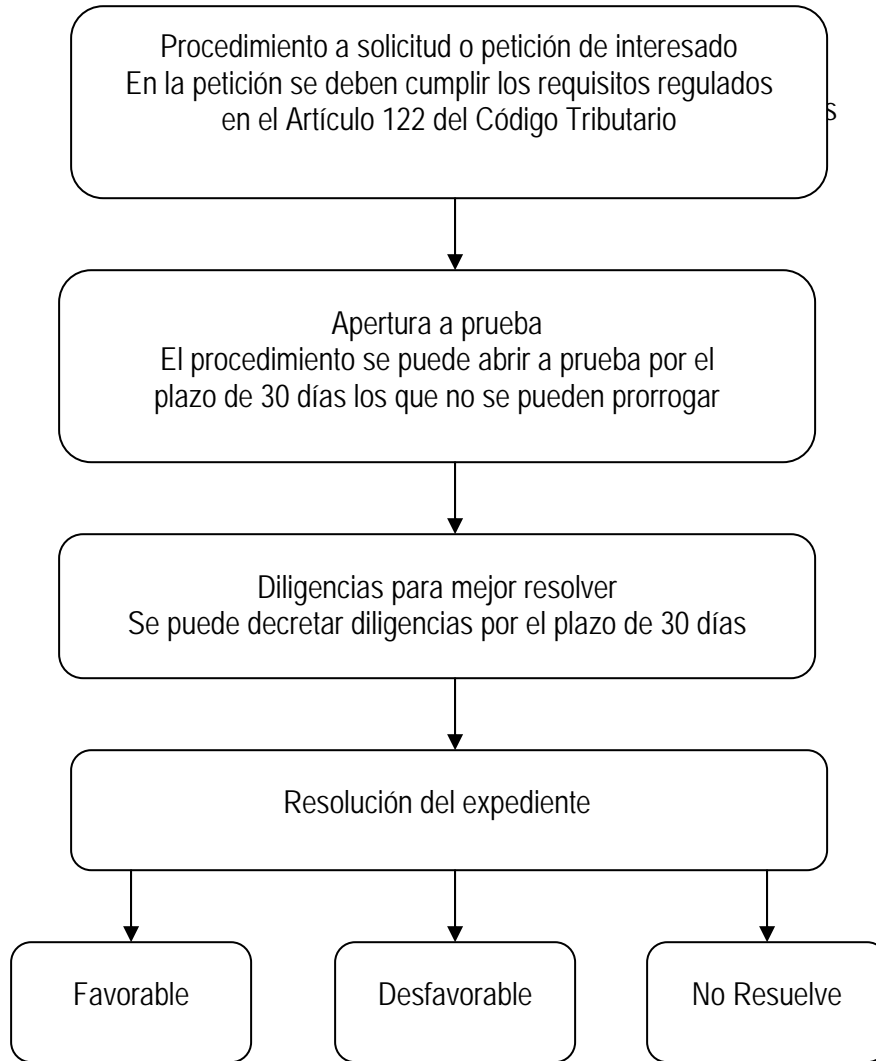 Procedimiento a solicitud o petición de interesado
En la petición se deben cumplir los requisitos regulados
en el Artículo 122 del Código Tributario
s
Apertura a prueba
El procedimiento se puede abrir a prueba por el
plazo de 30 días los que no se pueden prorrogar
Diligencias para mejor resolver
Se puede decretar diligencias por el plazo de 30 días
Resolución del expediente
Favorable
Desfavorable
No Resuelve